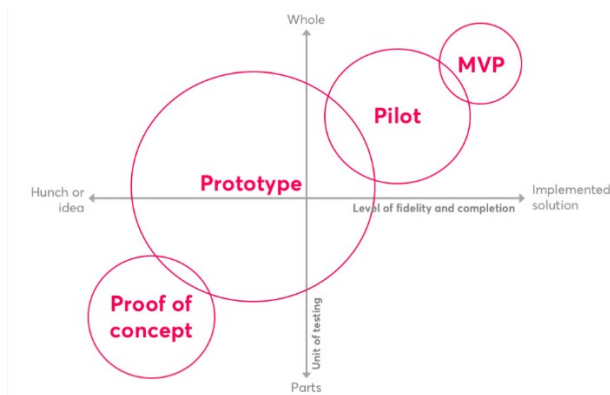 Whole
MVP
Pilot
Prototype
Hunch or
idea
Level of fidelity and completion
Implemented
solution
Proof of
concept
Unit of testing
Parts